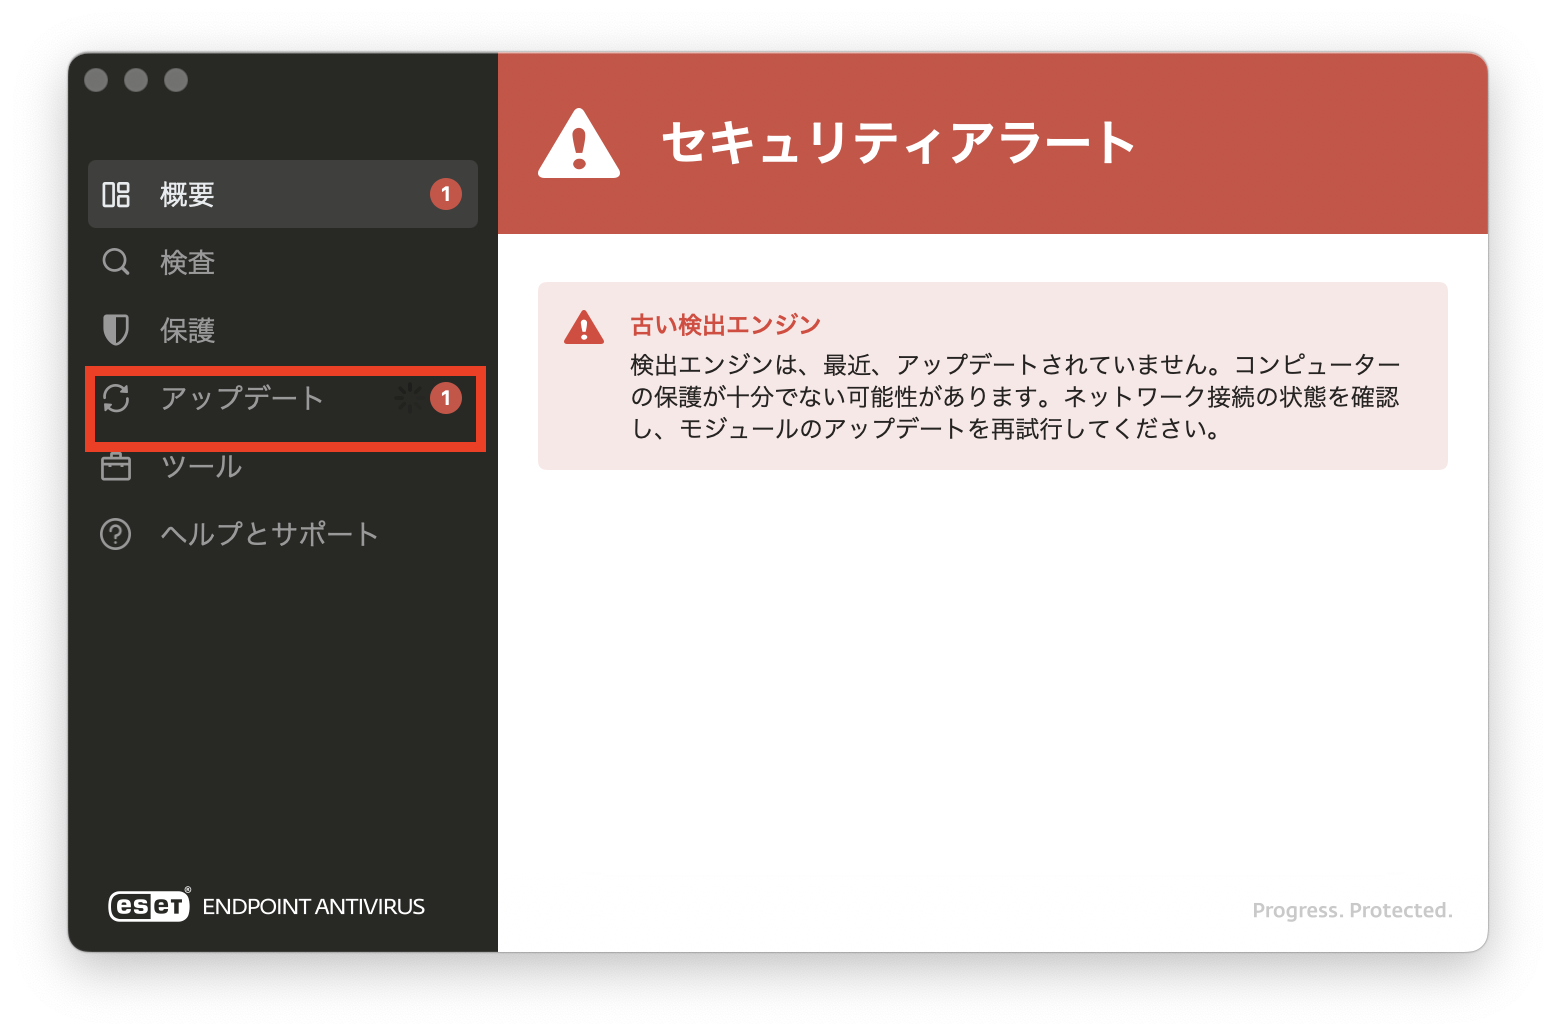 概要 1
検査
保護
アップデート 1
ツール
ヘルプとサポート
eset® ENDPOINT ANTIVIRUS
セキュリティアラート
古い検出エンジン
検出エンジンは、最近、アップデートされていません。コンピューター
の保護が十分でない可能性があります。ネットワーク接続の状態を確認
し、モジュールのアップデートを再試行してください。
Progress. Protected.